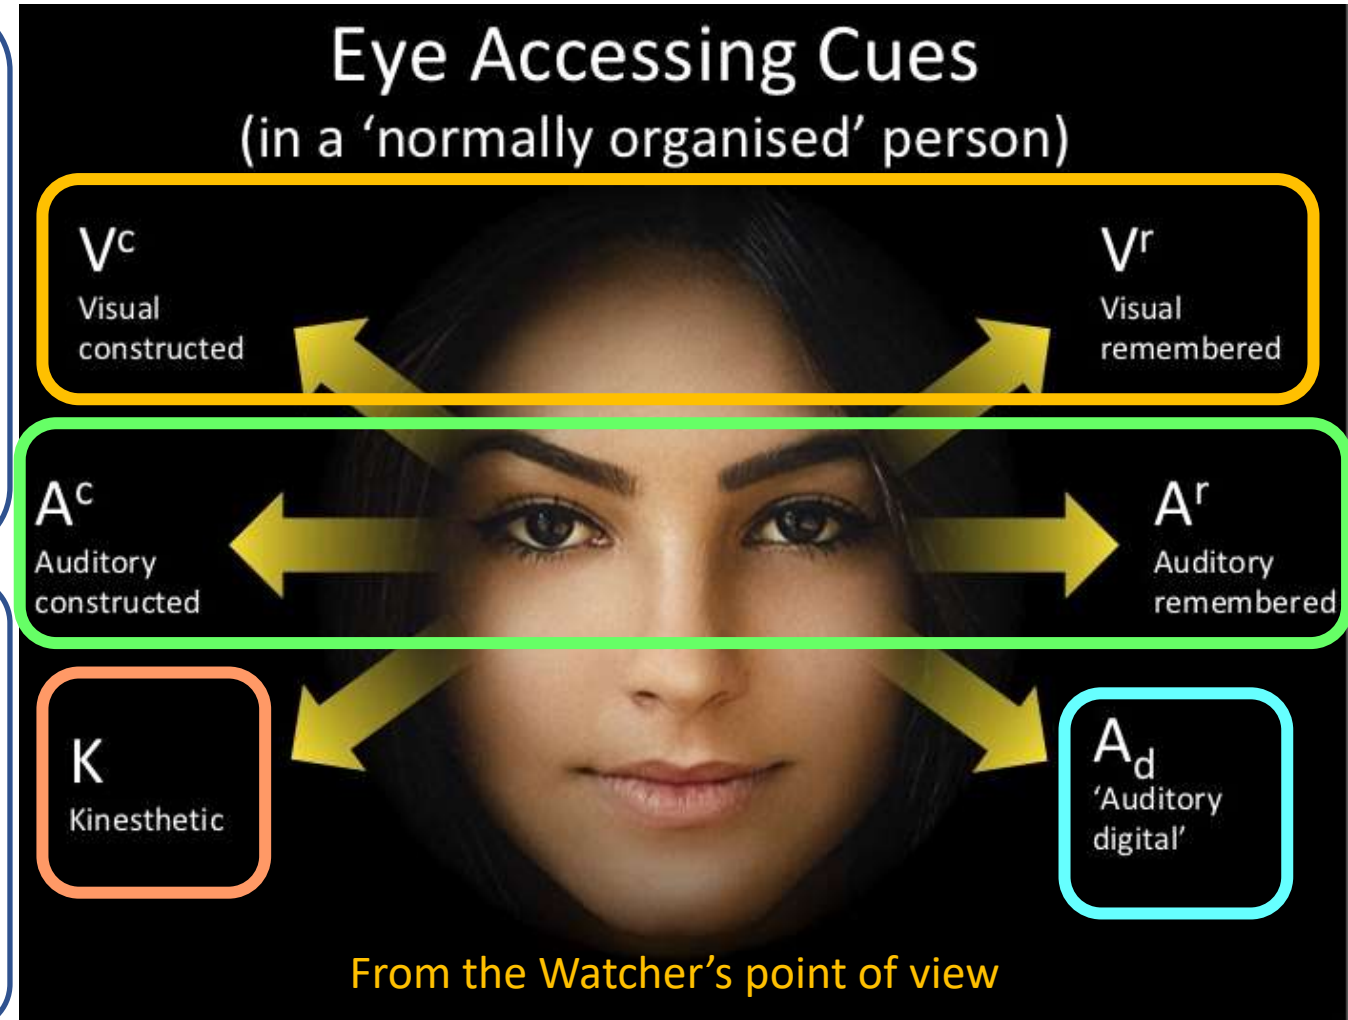 Eye Accessing Cues
(in a ‘normally organised’ person)
Vᶜ
Visual
constructed
Vʳ
Visual
remembered
Aᶜ
Auditory
constructed
Aʳ
Auditory
remembered
K
Kinesthetic
A_d
‘Auditory
digital’
From the Watcher’s point of view